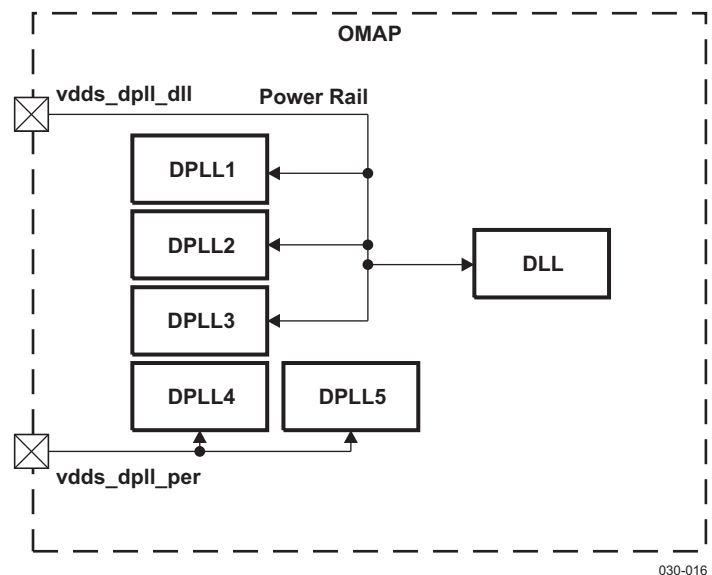 OMAP
vdds_dpll_dll
Power Rail
DPLL1
DPLL2
DLL
DPLL3
DPLL4
DPLL5
vdds_dpll_per
030-016